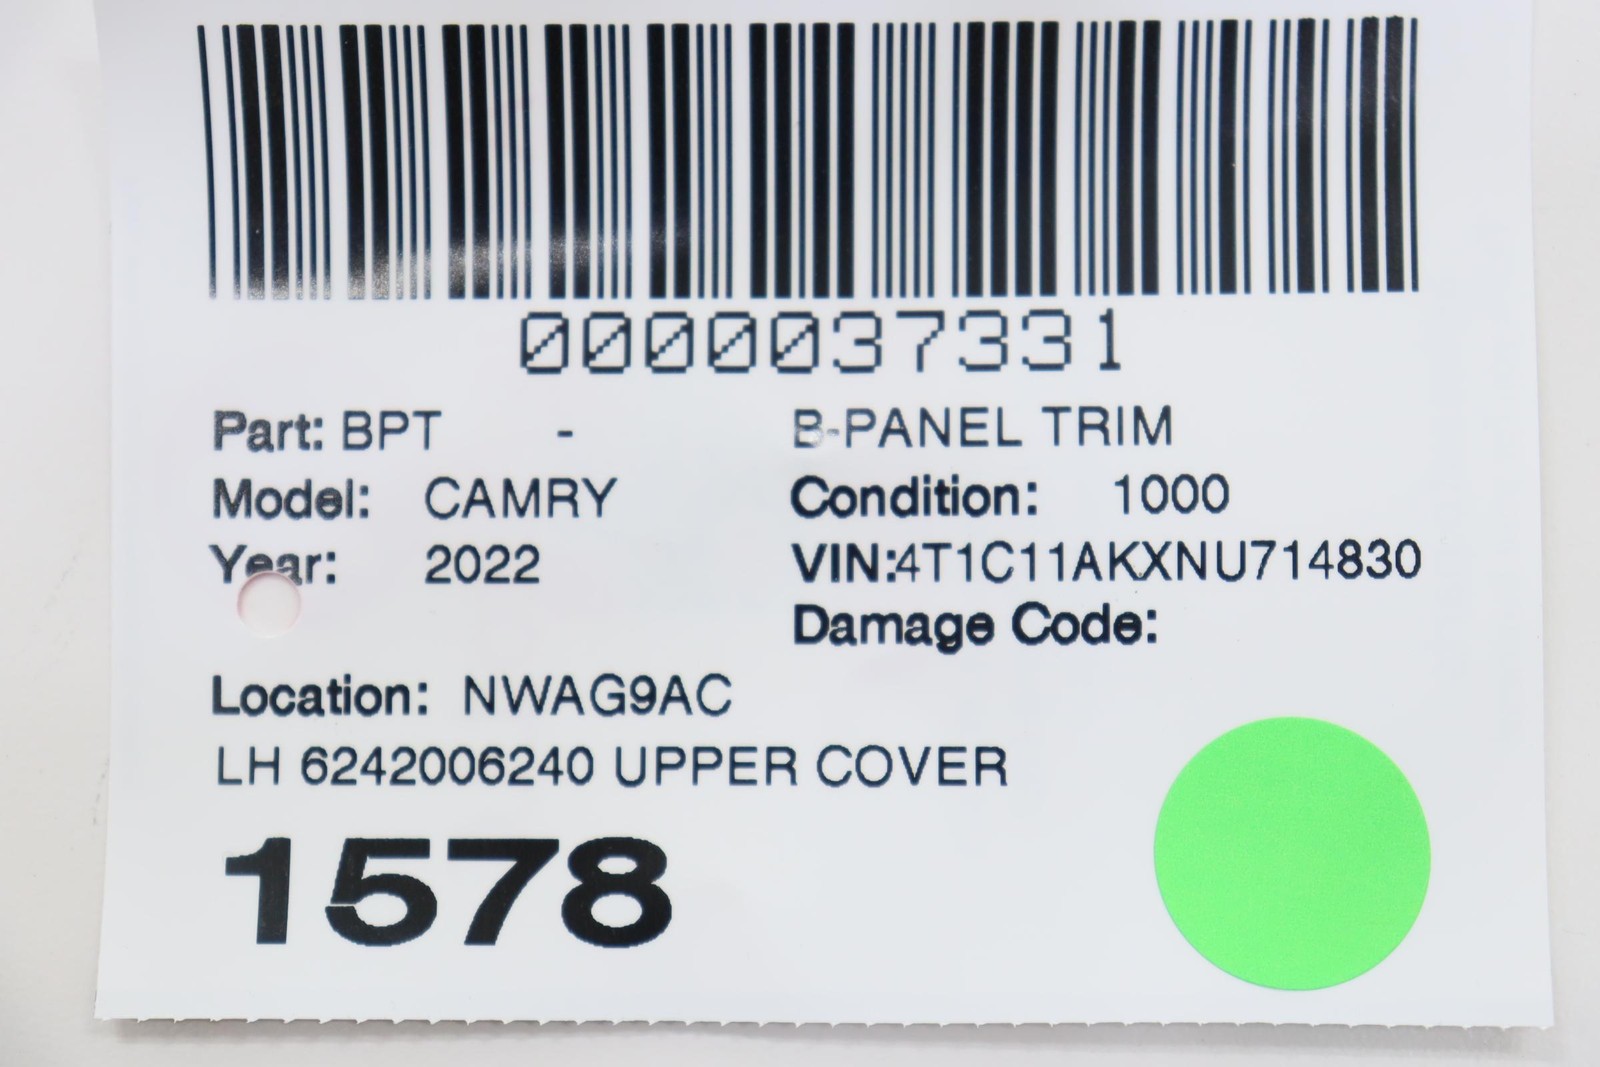 0000037331
Part: BPT - B-PANEL TRIM
Model: CAMRY Condition: 1000
Year: 2022 VIN:4T1C11AKXNU714830
Damage Code:
Location: NWAG9AC
LH 6242006240 UPPER COVER
1578